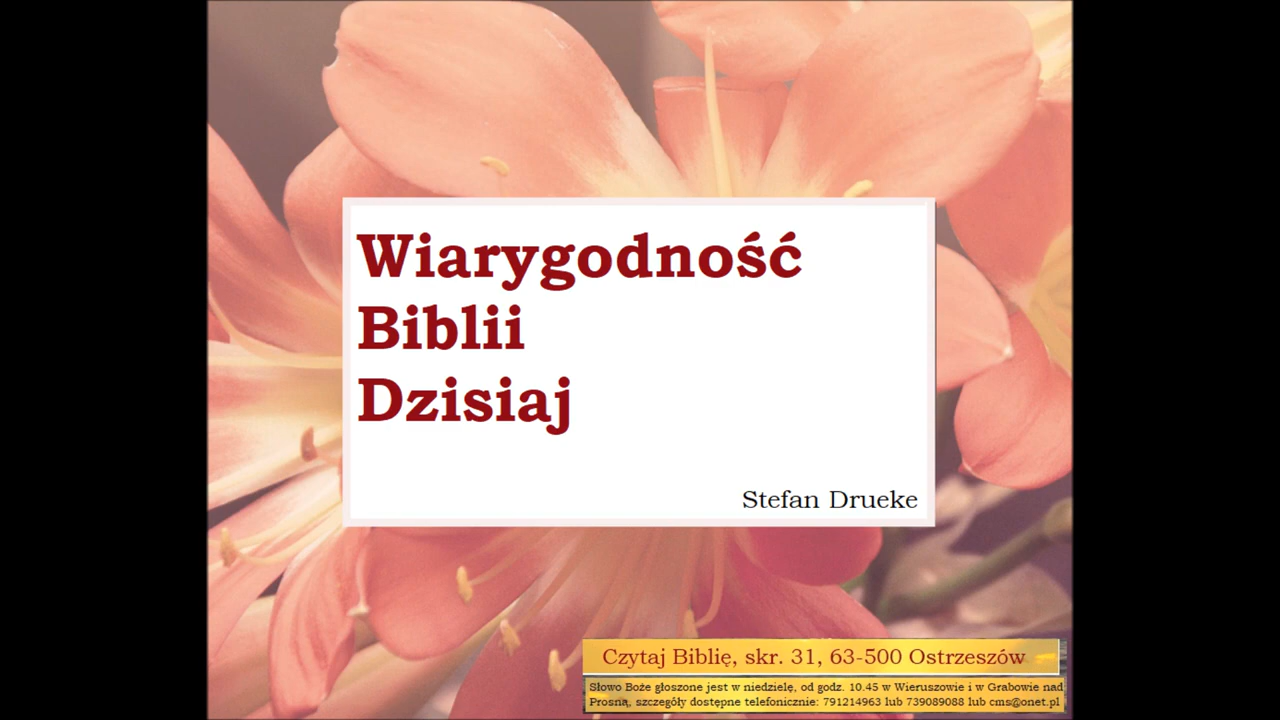 Wiarygodność
Biblii
Dzisiaj
Stefan Drueke
Czytaj Biblię, skr. 31, 63-500 Ostrzeszów
Słowo Boże głoszone jest w niedzielę, od godz. 10.45 w Wieruszowie i w Grabowie nad
Prosną, szczegóły dostępne telefonicznie: 791214963 lub 739089088 lub cms@onet.pl